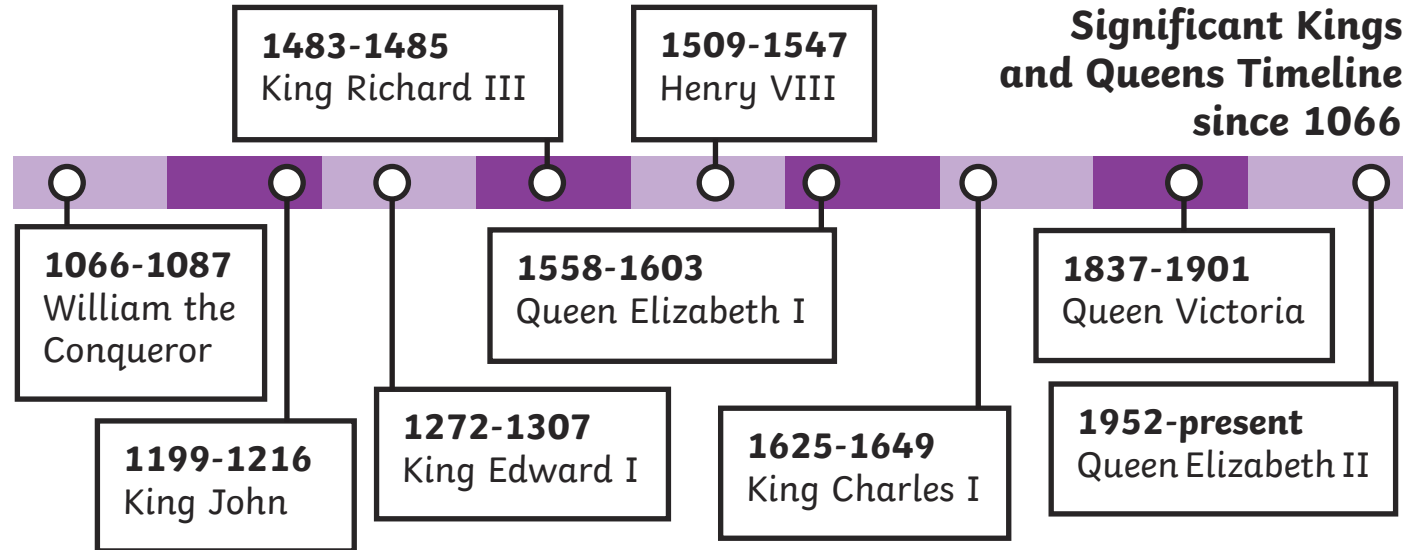 Significant Kings
and Queens Timeline
since 1066
1066-1087
William the
Conqueror
1199-1216
King John
1272-1307
King Edward I
1483-1485
King Richard III
1509-1547
Henry VIII
1558-1603
Queen Elizabeth I
1625-1649
King Charles I
1837-1901
Queen Victoria
1952-present
Queen Elizabeth II